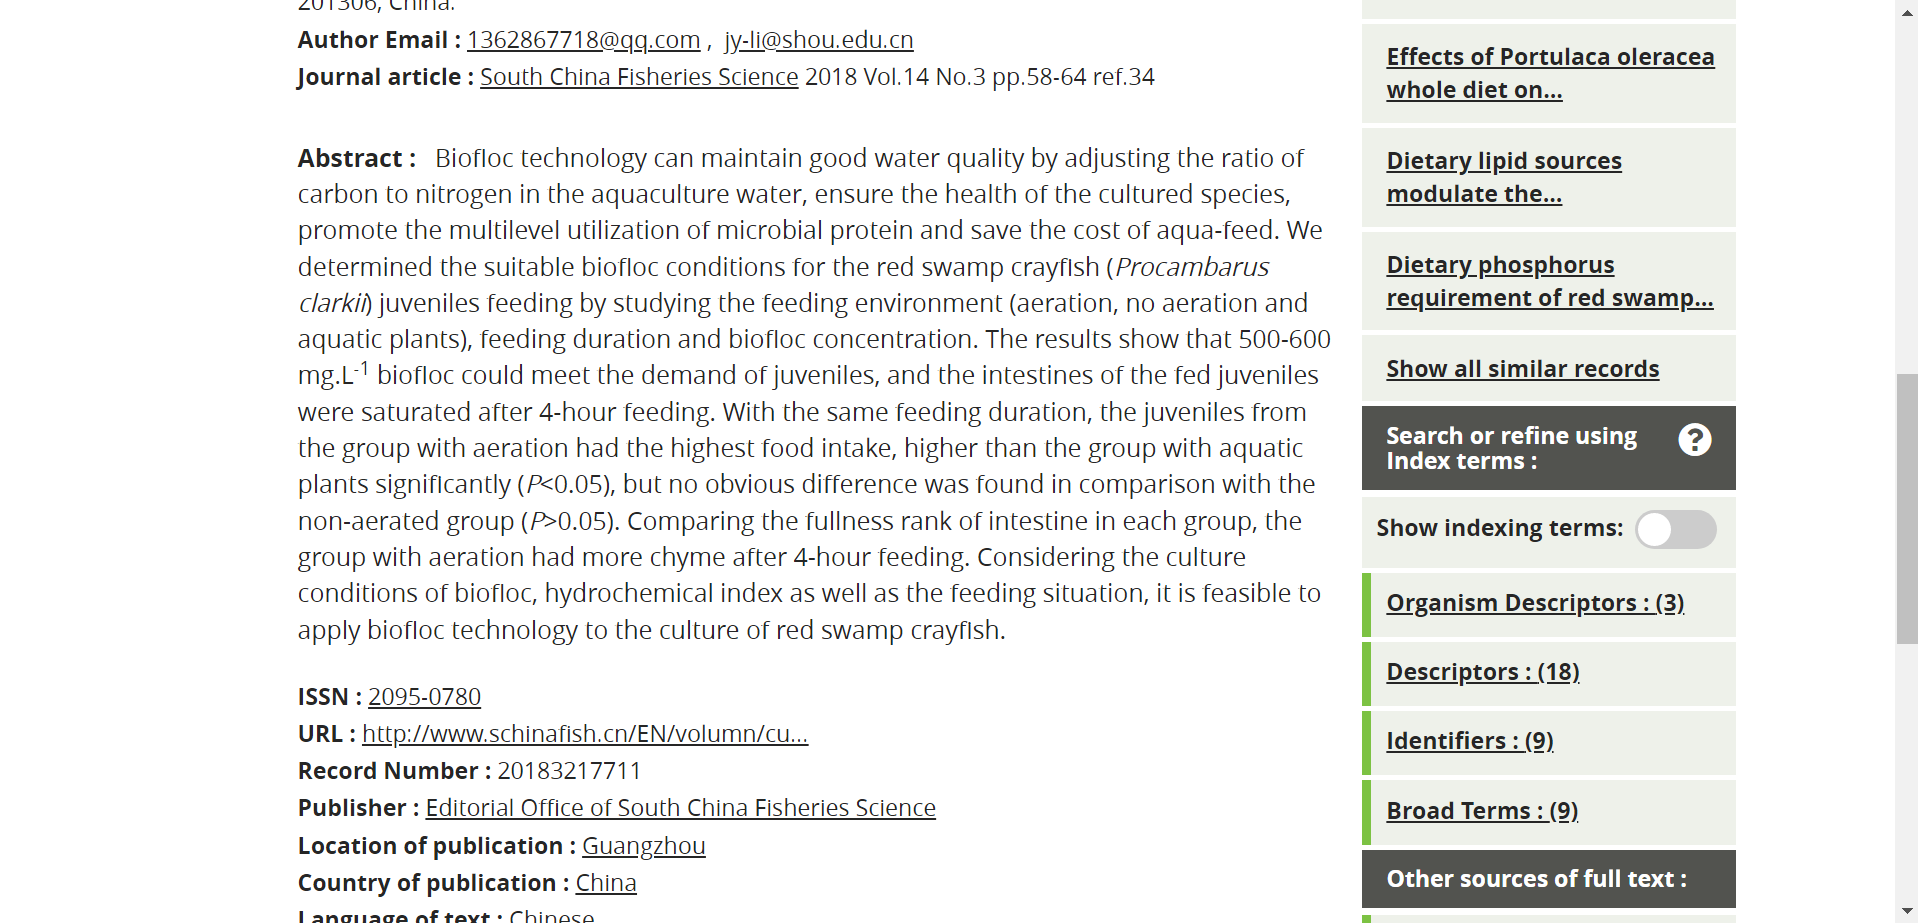 201306, China.
Author Email : 1362867718@qq.com , jy-li@shou.edu.cn
Journal article : South China Fisheries Science 2018 Vol.14 No.3 pp.58-64 ref.34
Abstract : Biofloc technology can maintain good water quality by adjusting the ratio of
carbon to nitrogen in the aquaculture water, ensure the health of the cultured species,
promote the multilevel utilization of microbial protein and save the cost of aqua-feed. We
determined the suitable biofloc conditions for the red swamp crayfish (Procambarus
clarkii) juveniles feeding by studying the feeding environment (aeration, no aeration and
aquatic plants), feeding duration and biofloc concentration. The results show that 500-600
mg.L-1 biofloc could meet the demand of juveniles, and the intestines of the fed juveniles
were saturated after 4-hour feeding. With the same feeding duration, the juveniles from
the group with aeration had the highest food intake, higher than the group with aquatic
plants significantly (P<0.05), but no obvious difference was found in comparison with the
non-aerated group (P>0.05). Comparing the fullness rank of intestine in each group, the
group with aeration had more chyme after 4-hour feeding. Considering the culture
conditions of biofloc, hydrochemical index as well as the feeding situation, it is feasible to
apply biofloc technology to the culture of red swamp crayfish.
ISSN : 2095-0780
URL : http://www.schinafish.cn/EN/volumn/cu...
Record Number : 20183217711
Publisher : Editorial Office of South China Fisheries Science
Location of publication : Guangzhou
Country of publication : China
Language of text : Chinese
Effects of Portulaca oleracea
whole diet on...
Dietary lipid sources
modulate the...
Dietary phosphorus
requirement of red swamp...
Show all similar records
Search or refine using
Index terms :
?
Show indexing terms:
Organism Descriptors : (3)
Descriptors : (18)
Identifiers : (9)
Broad Terms : (9)
Other sources of full text :